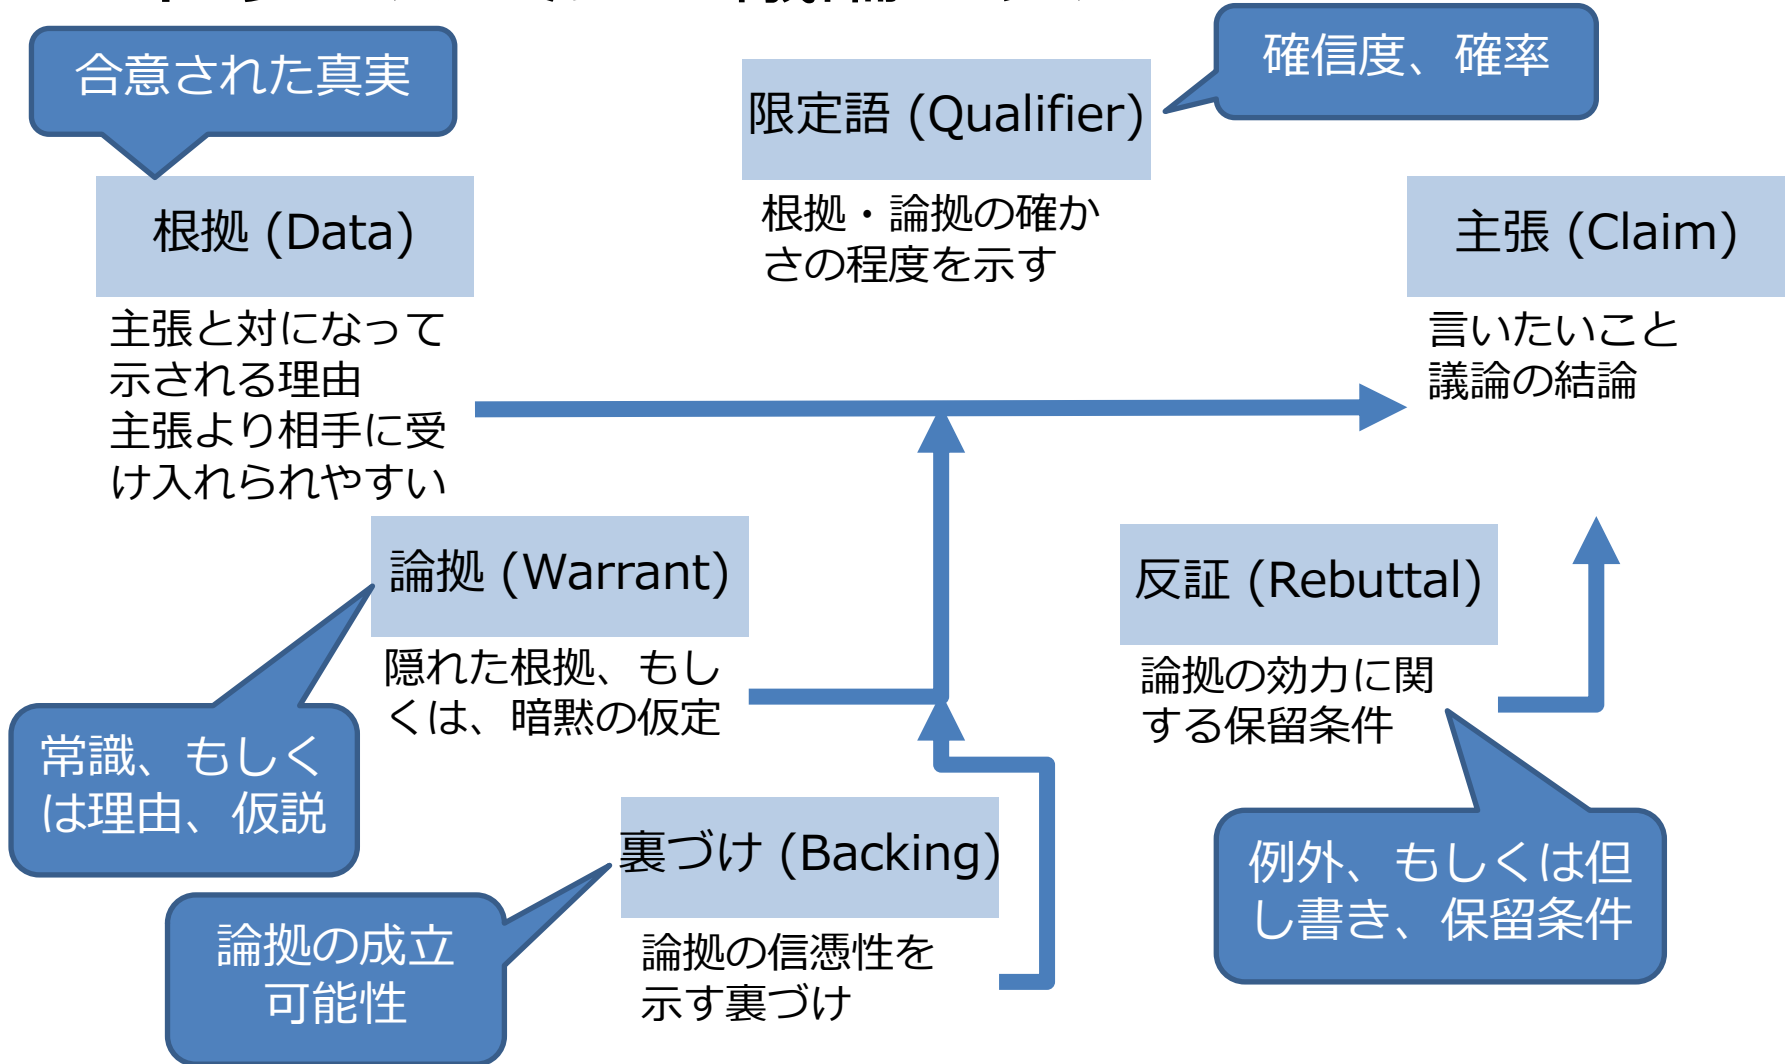 合意された真実
確信度、確率
限定語 (Qualifier)
根拠・論拠の確か
さの程度を示す
根拠 (Data)
主張と対になって
示される理由
主張より相手に受
け入れられやすい
主張 (Claim)
言いたいこと
議論の結論
論拠 (Warrant)
隠れた根拠、もし
くは、暗黙の仮定
反証 (Rebuttal)
論拠の効力に関
する保留条件
常識、もしく
は理由、仮説
裏づけ (Backing)
論拠の信憑性を
示す裏づけ
論拠の成立
可能性
例外、もしくは但
し書き、保留条件